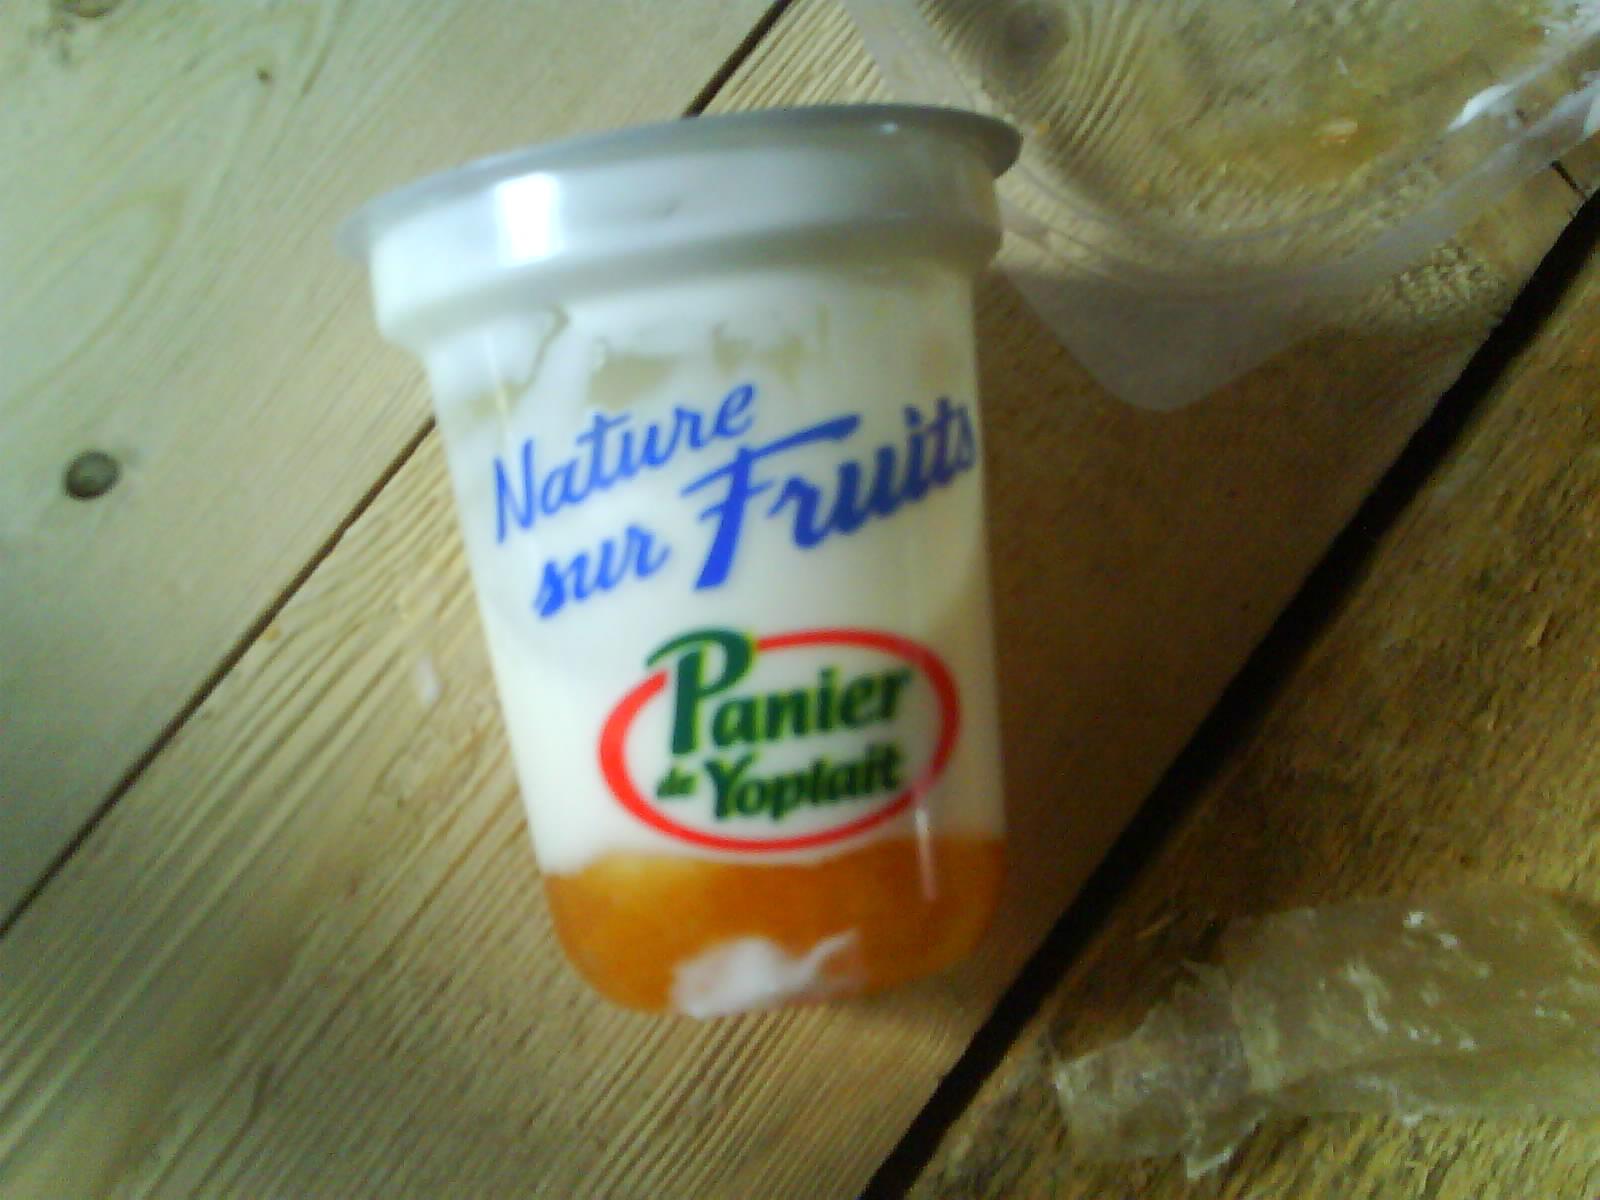 Nature
sur Fruits
Panier
de Yoplait